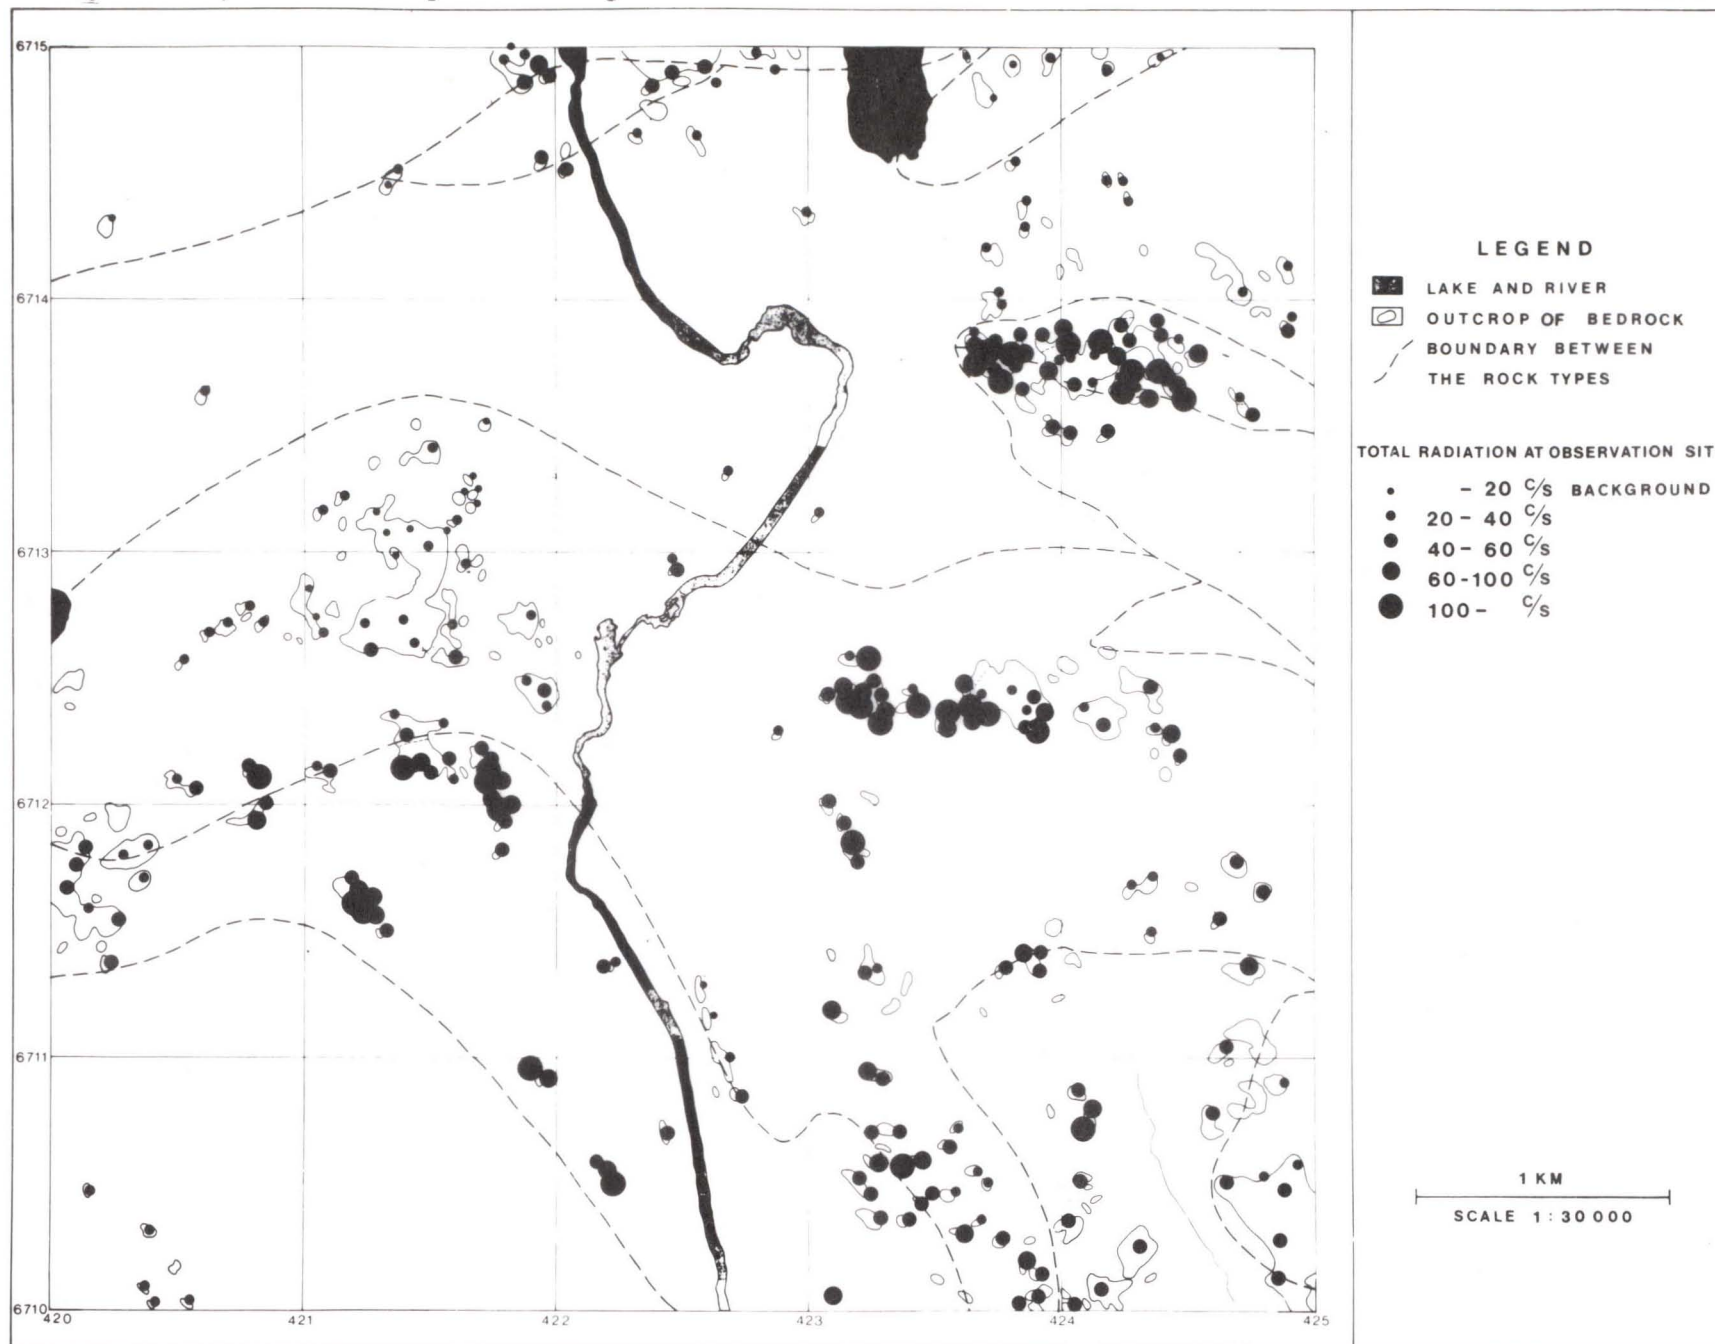 6715
6714
6713
6712
6711
6710
420
421
422
423
424
425
LEGEND
LAKE AND RIVER
OUTCROP OF BEDROCK
BOUNDARY BETWEEN
THE ROCK TYPES
TOTAL RADIATION AT OBSERVATION SIT
- 20 C/S BACKGROUND
20 - 40 C/S
40 - 60 C/S
60 - 100 C/S
100 - C/S
1 KM
SCALE 1 : 30 000